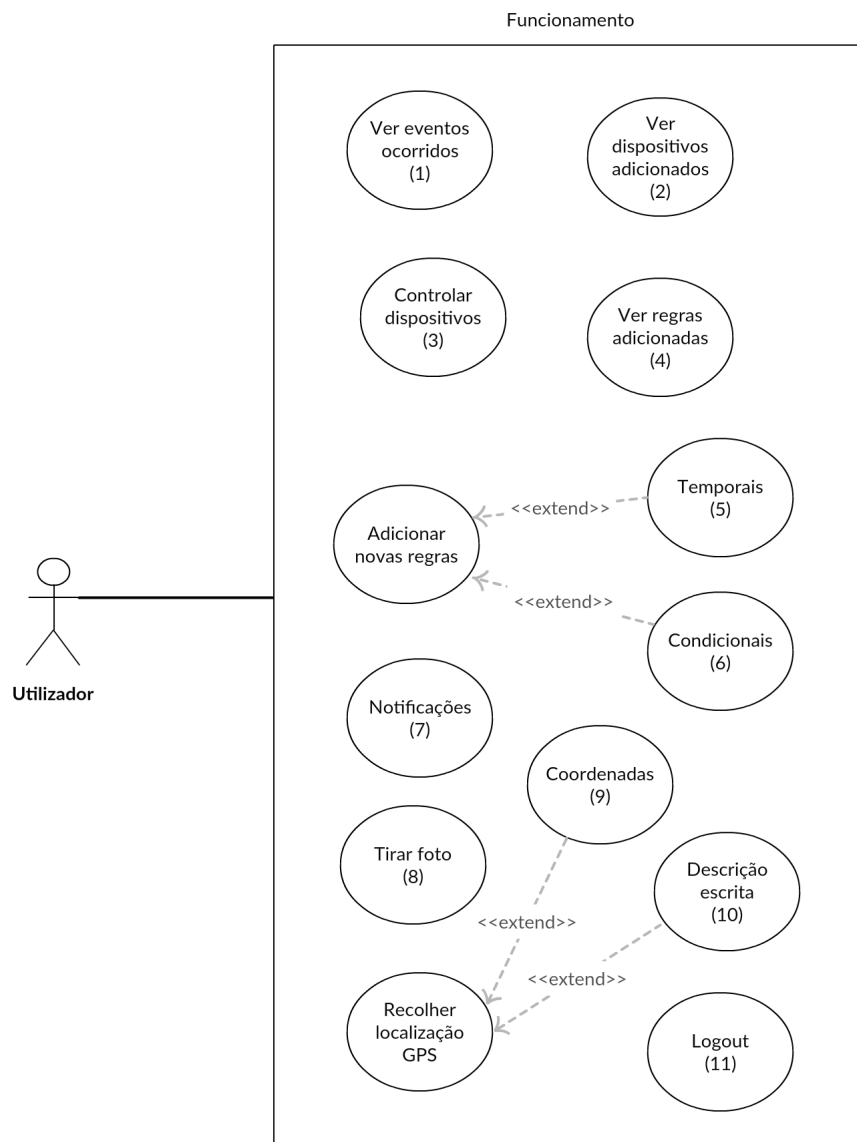 Funcionamento
Ver eventos
ocorridos
(1)
Ver
dispositivos
adicionados
(2)
Controlar
dispositivos
(3)
Ver regras
adicionadas
(4)
Temporais
(5)
<<extend>>
Adicionar
novas regras
<<extend>>
Condicionais
(6)
Utilizador
Notificações
(7)
Coordenadas
(9)
Tirar foto
(8)
Descrição
escrita
(10)
<<extend>>
<<extend>>
Recolher
localização
GPS
Logout
(11)